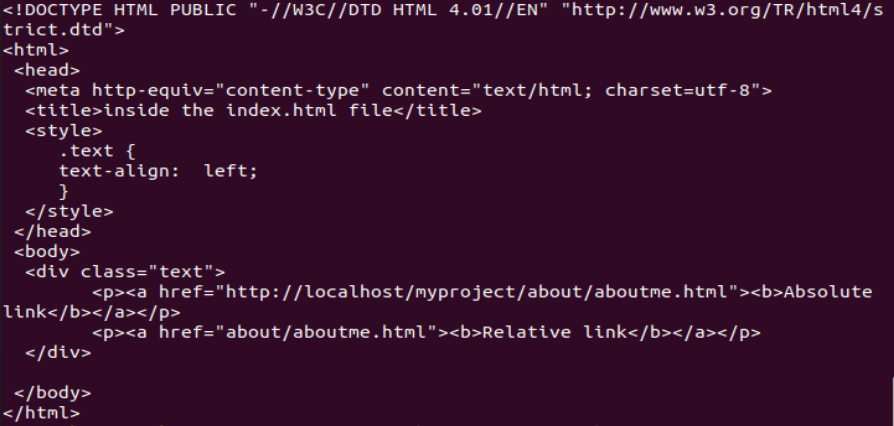 <!DOCTYPE HTML PUBLIC "-//W3C//DTD HTML 4.01//EN" "http://www.w3.org/TR/html4/s
trict.dtd">
<html>
 <head>
  <meta http-equiv="content-type" content="text/html; charset=utf-8">
  <title>inside the index.html file</title>
  <style>
     .text {
     text-align:  left;
     }
  </style>
 </head>
 <body>
  <div class="text">
        <p><a href="http://localhost/myproject/about/aboutme.html"><b>Absolute
link</b></a></p>
        <p><a href="about/aboutme.html"><b>Relative link</b></a></p>
  </div>

 </body>
</html>